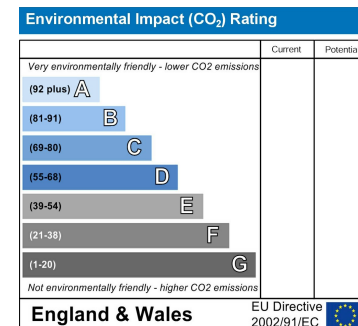 Environmental Impact (CO₂) Rating
Current Potentia
Very environmentally friendly - lower CO2 emissions
(92 plus) A
(81-91) B
(69-80) C
(55-68) D
(39-54) E
(21-38) F
(1-20) G
Not environmentally friendly - higher CO2 emissions
England & Wales
EU Directive
2002/91/EC